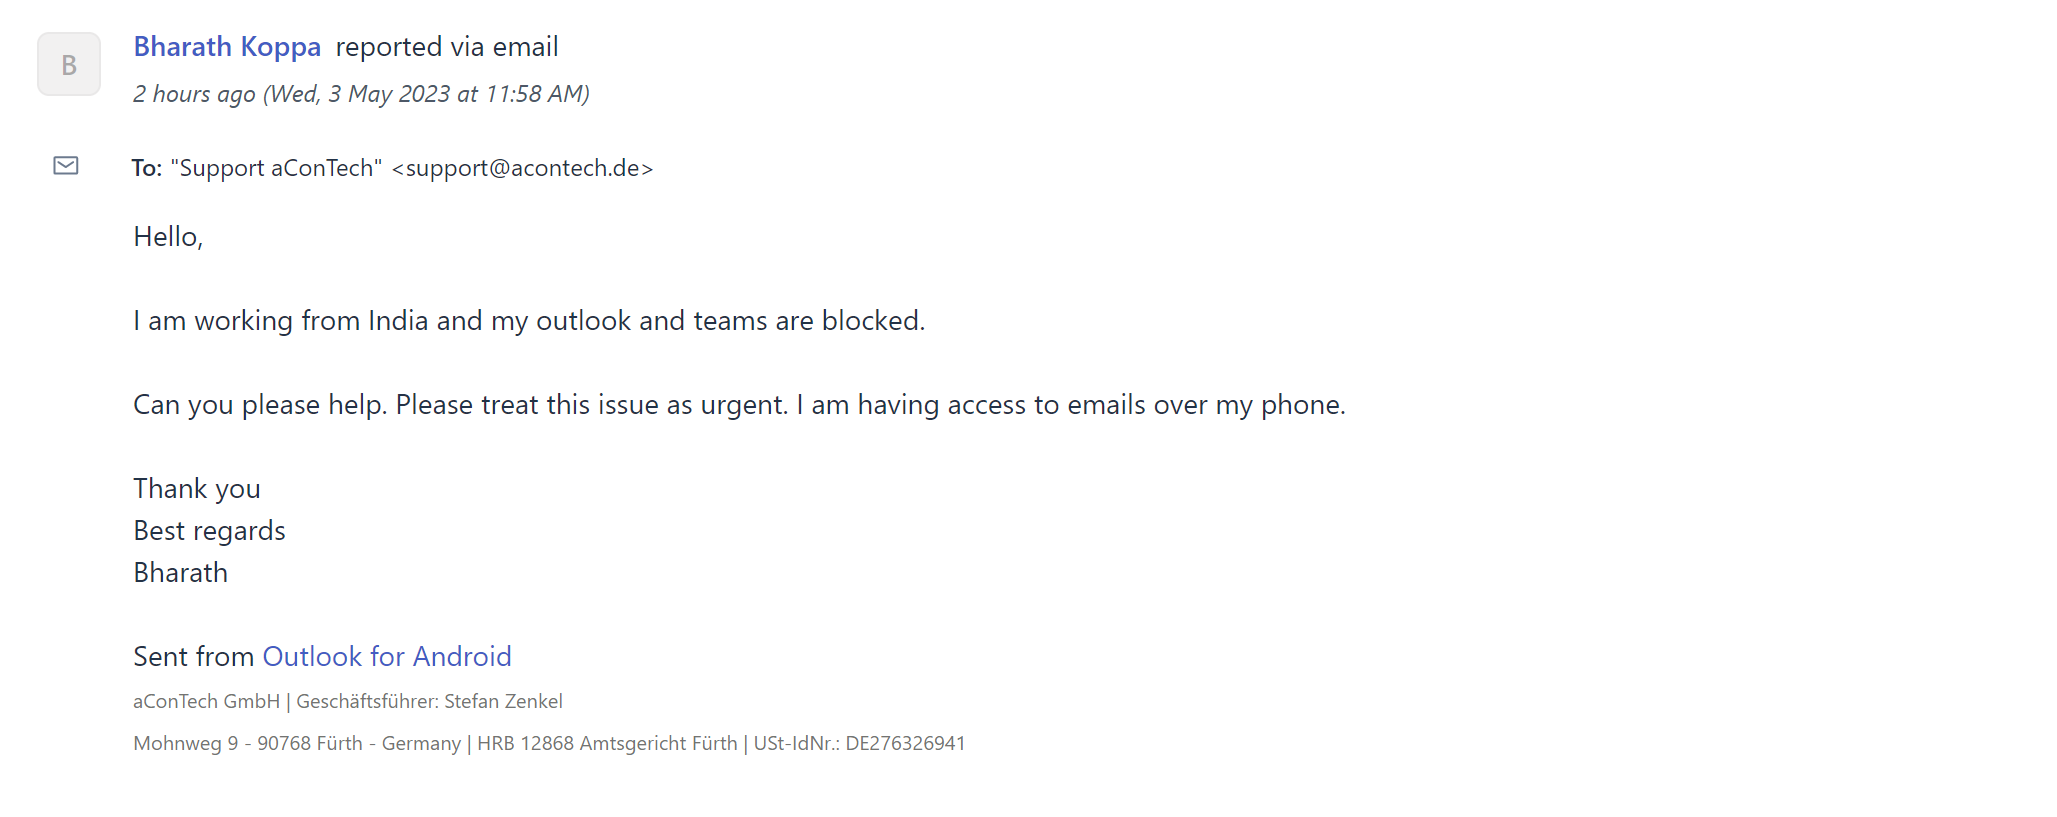 B
Bharath Koppa reported via email
2 hours ago (Wed, 3 May 2023 at 11:58 AM)
To: "Support aConTech" <support@acontech.de>
Hello,
I am working from India and my outlook and teams are blocked.
Can you please help. Please treat this issue as urgent. I am having access to emails over my phone.
Thank you
Best regards
Bharath
Sent from Outlook for Android
aConTech GmbH | Geschäftsführer: Stefan Zenkel
Mohnweg 9 - 90768 Fürth - Germany | HRB 12868 Amtsgericht Fürth | USt-IdNr.: DE276326941